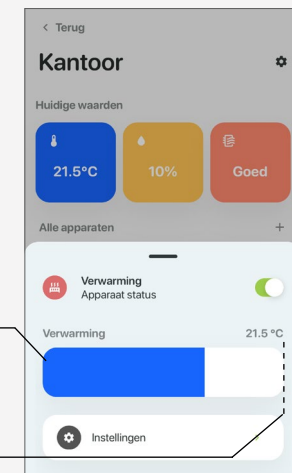 < Terug
Kantoor
Huidige waarden
21.5°C
10%
Goed
Alle apparaten
+
Verwarming
Apparaat status
Verwarming
21.5 °C
Instellingen